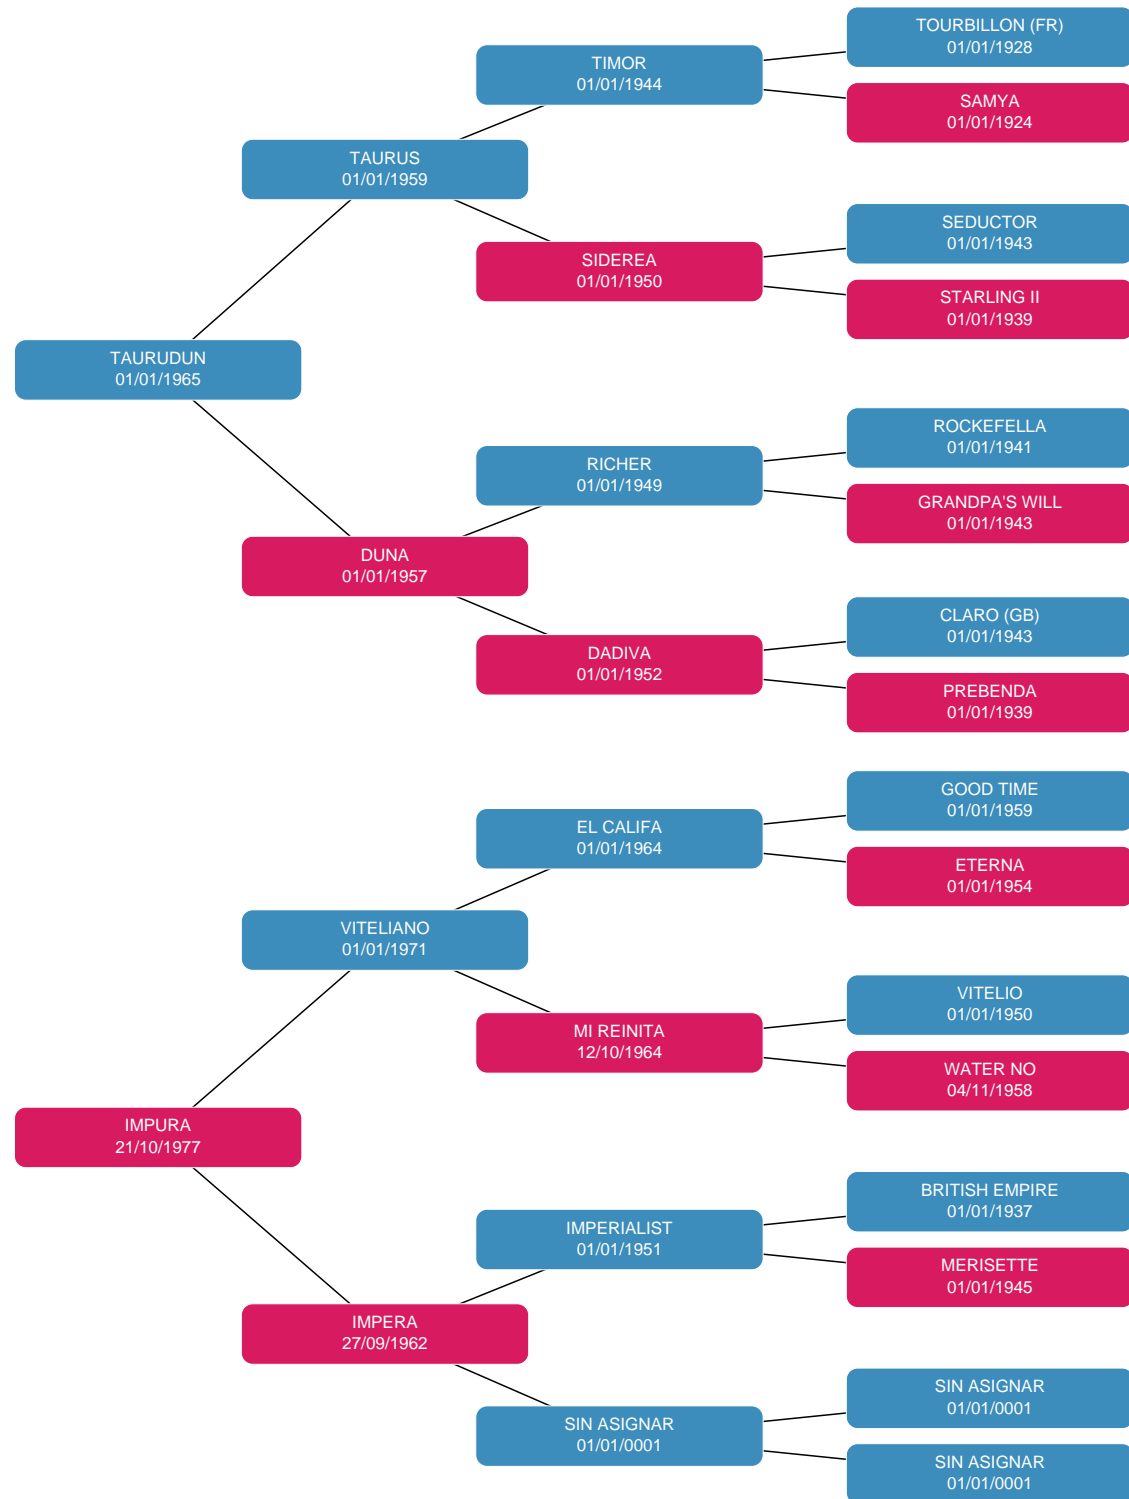 TOURBILLON (FR)
01/01/1928
TIMOR
01/01/1944
SAMYA
01/01/1924
TAURUS
01/01/1959
SEDUCTOR
01/01/1943
SIDEREA
01/01/1950
STARLING II
01/01/1939
TAURUDUN
01/01/1965
ROCKEFELLA
01/01/1941
RICHER
01/01/1949
GRANDPA'S WILL
01/01/1943
DUNA
01/01/1957
CLARO (GB)
01/01/1943
DADIVA
01/01/1952
PREBENDA
01/01/1939
GOOD TIME
01/01/1959
EL CALIFA
01/01/1964
ETERNA
01/01/1954
VITELIANO
01/01/1971
VITELIO
01/01/1950
MI REINITA
12/10/1964
WATER NO
04/11/1958
IMPURA
21/10/1977
BRITISH EMPIRE
01/01/1937
IMPERIALIST
01/01/1951
MERISETTE
01/01/1945
IMPERA
27/09/1962
SIN ASIGNAR
01/01/0001
SIN ASIGNAR
01/01/0001
SIN ASIGNAR
01/01/0001